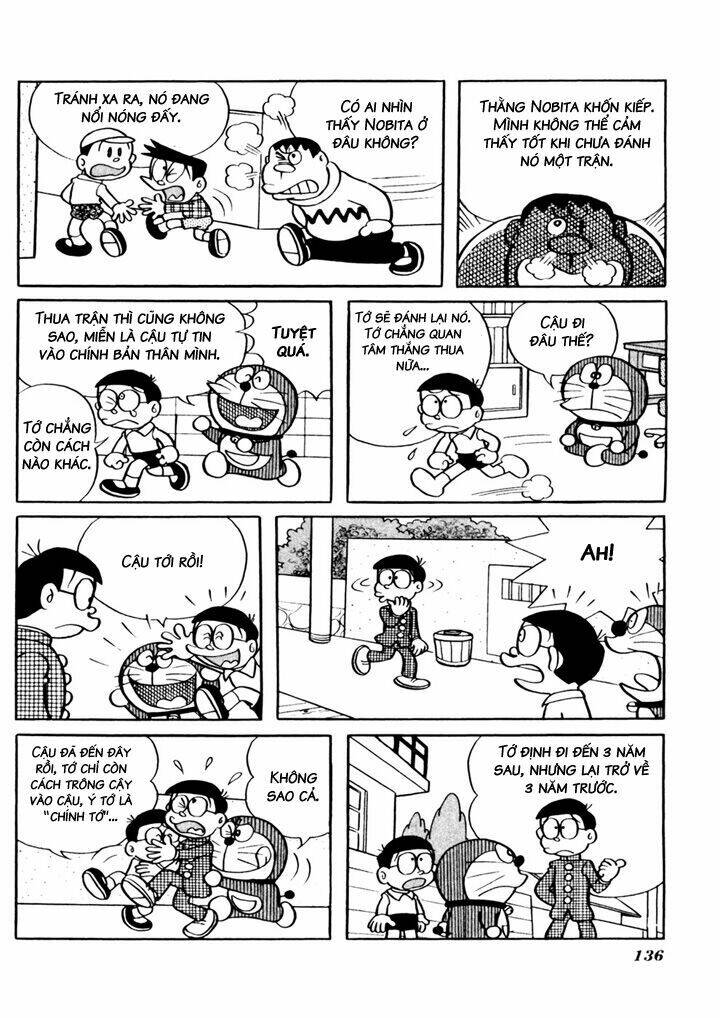 TRÁNH XA RA, NÓ ĐANG
NỔI NÓNG ĐẤY.
CÓ AI NHÌN
THẤY NOBITA Ở
ĐÂU KHÔNG?
THẰNG NOBITA KHỐN KIẾP.
MÌNH KHÔNG THỂ CẢM
THẤY TỐT KHI CHƯA ĐÁNH
NÓ MỘT TRẬN.
THUA TRẬN THÌ CŨNG KHÔNG
SAO, MIỄN LÀ CẬU TỰ TIN
VÀO CHÍNH BẢN THÂN MÌNH.
TUYỆT
QUÁ.
TỚ CHẲNG
CÒN CÁCH
NÀO KHÁC.
TỚ SẼ ĐÁNH LẠI NÓ.
TỚ CHẲNG QUAN
TÂM THẮNG THUA
NỮA...
CẬU ĐI
ĐÂU THẾ?
CẬU TỚI RỒI!
AH!
CẬU ĐÃ ĐẾN ĐÂY
RỒI, TỚ CHỈ CÒN
CÁCH TRÔNG CẬY
VÀO CẬU, Ý TỚ LÀ
"CHÍNH TỚ"...
KHÔNG
SAO CẢ.
TỚ ĐỊNH ĐI ĐẾN 3 NĂM
SAU, NHƯNG LẠI TRỞ VỀ
3 NĂM TRƯỚC.
136